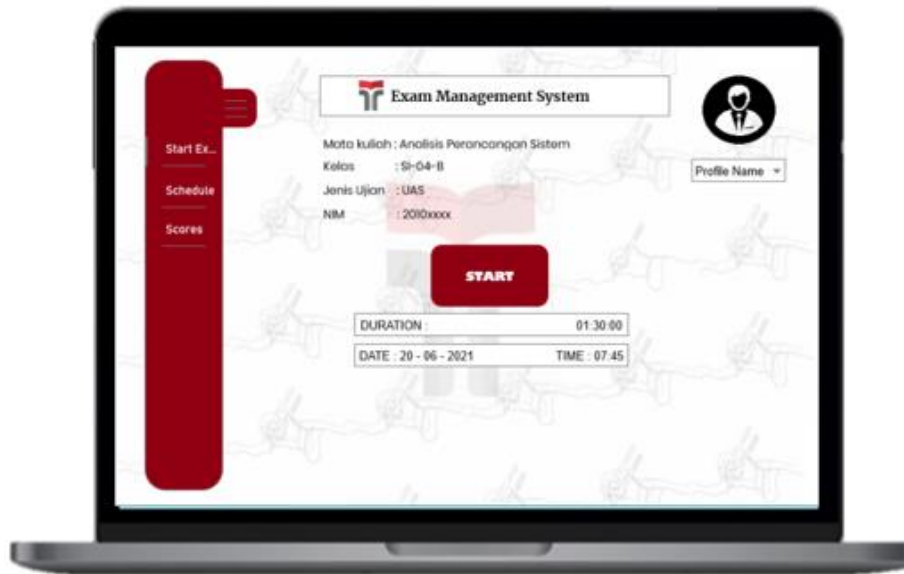 Exam Management System
Start Ex...
Schedule
Scores
Mata kuliah : Analisis Perancangan Sistem
Kelas : SI-04-B
Jenis Ujian : UAS
NIM : 2010xxxx
Profile Name
START
DURATION : 01:30:00
DATE : 20 - 06 - 2021 TIME : 07:45